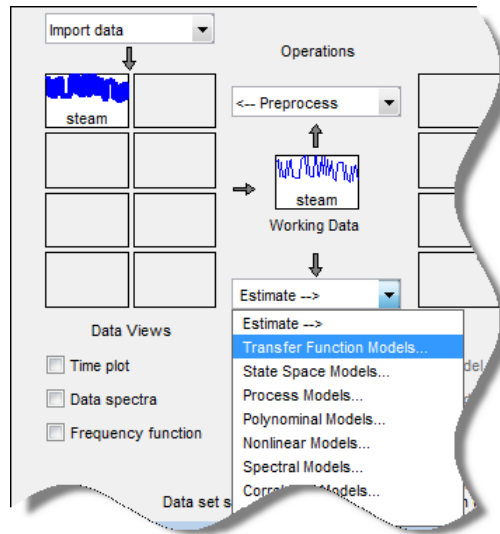 Import data
Operations
<-- Preprocess
steam
steam
Working Data
Estimate -->
Data Views
Estimate -->
Transfer Function Models...
Time plot
State Space Models...
Process Models...
Data spectra
Polynominal Models...
Frequency function
Nonlinear Models...
Spectral Models...
Models...
Data set